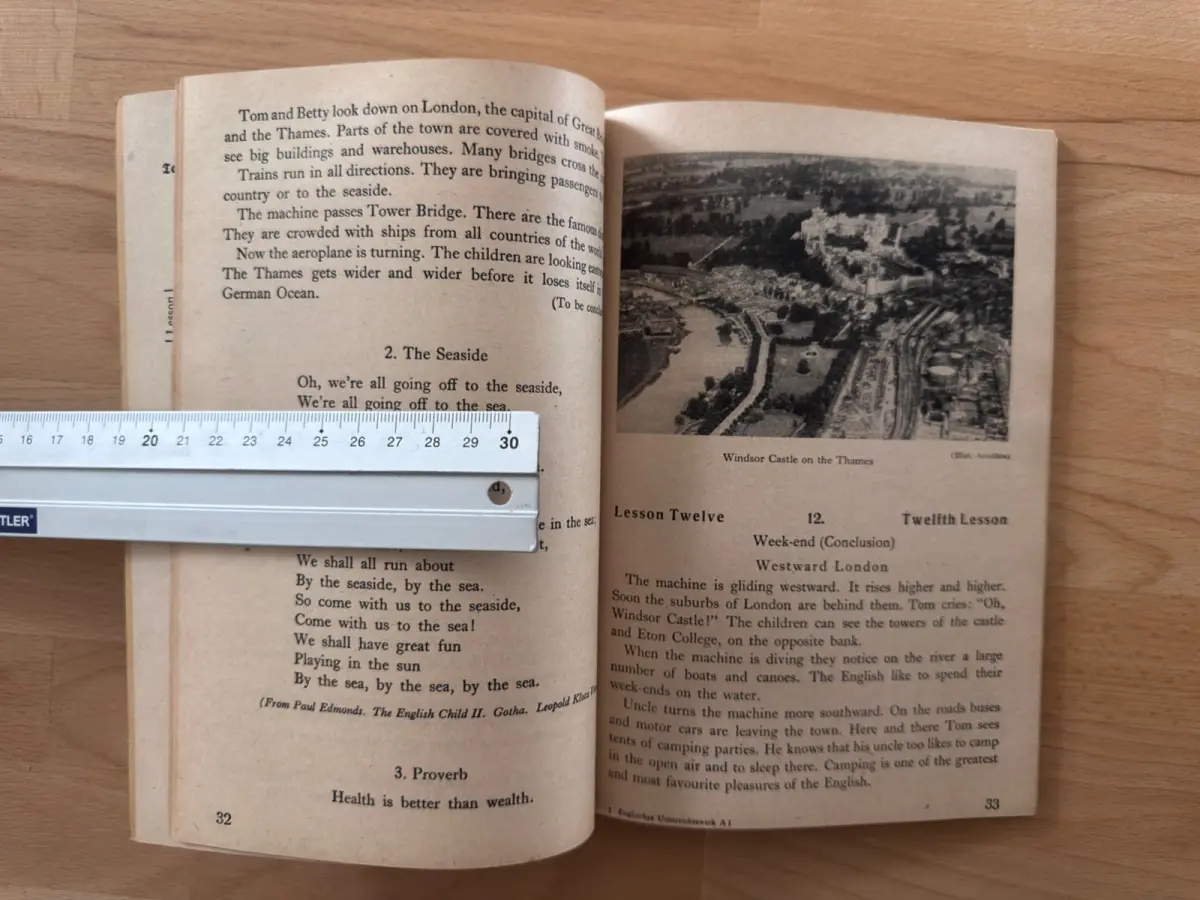 Tom and Betty look down on London, the capital of Great
and the Thames. Parts of the town are covered with smoke.
see big buildings and warehouses. Many bridges cross the
Trains run in all directions. They are bringing passengers
country or to the seaside.
The machine passes Tower Bridge. There are the famous
They are crowded with ships from all countries of the
Now the aeroplane is turning. The children are looking
The Thames gets wider and wider before it loses itself in
German Ocean.
(To be
2. The Seaside
Oh, we're all going off to the seaside,
We're all going off to the sea.
16 17 18 19 20 21 22 23 24 25 26 27 28 29 30
d,
TLER
e in the sea;
t,
We shall all run about
By the seaside, by the sea.
So come with us to the seaside,
Come with us to the sea!
We shall have great fun
Playing in the sun
By the sea, by the sea, by the sea.
(From Paul Edmonds. The English Child II. Gotha. Leopold
3. Proverb
Health is better than wealth.
32
Lesson
Windsor Castle on the Thames
Lesson Twelve 12. Twelfth Lesson
Week-end (Conclusion)
Westward London
The machine is gliding westward. It rises higher and higher.
Soon the suburbs of London are behind them. Tom cries: "Oh,
Windsor Castle!" The children can see the towers of the castle
and Eton College, on the opposite bank.
When the machine is diving they notice on the river a large
number of boats and canoes. The English like to spend their
week-ends on the water.
Uncle turns the machine more southward. On the roads buses
and motor cars are leaving the town. Here and there Tom sees
tents of camping parties. He knows that his uncle too likes to camp
in the open air and to sleep there. Camping is one of the greatest
and most favourite pleasures of the English.
Englisches Unterrichtswerk A I
33